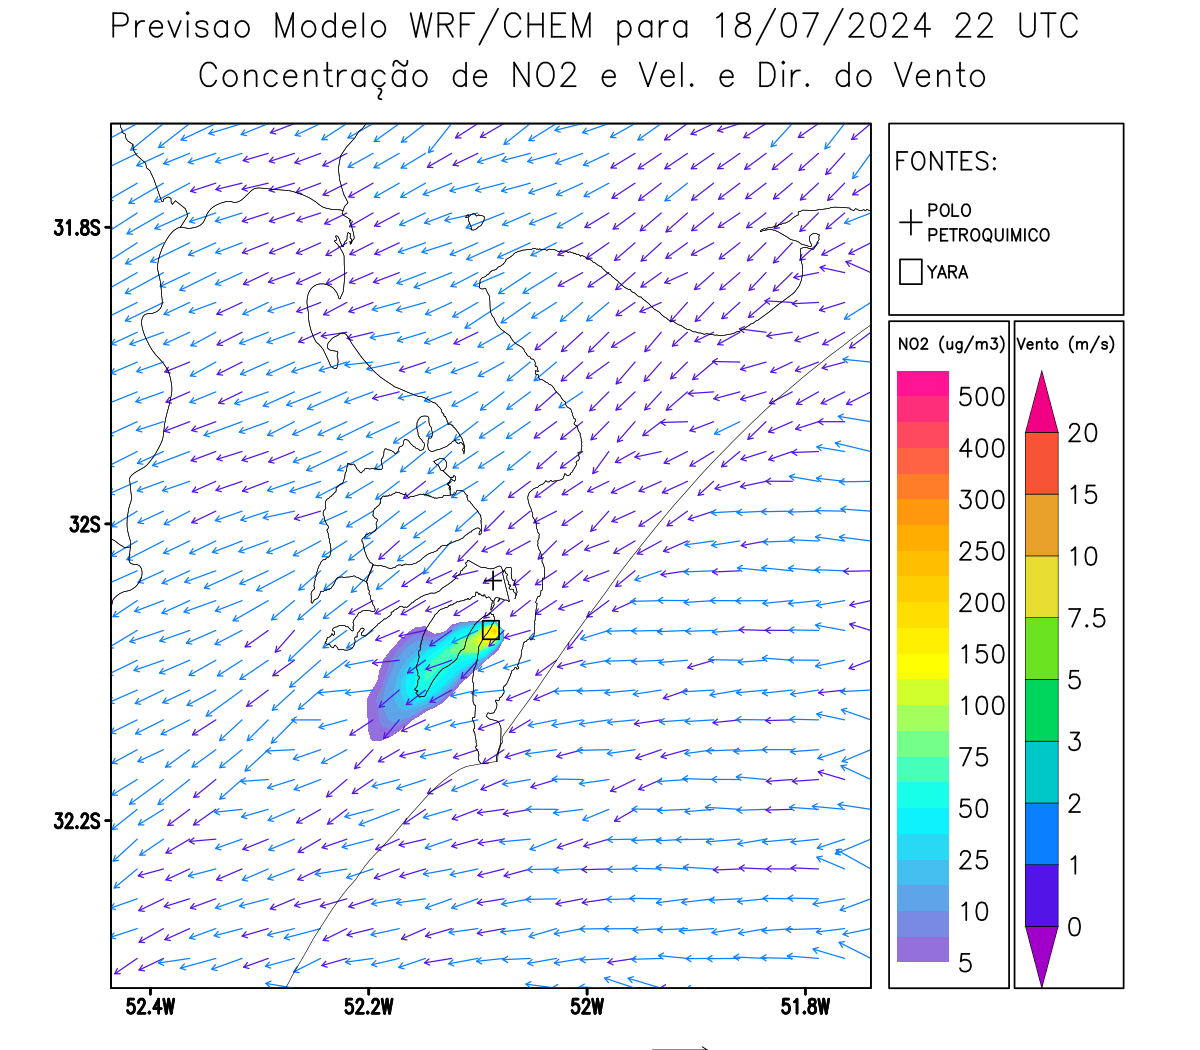 Previsao Modelo WRF/CHEM para 18/07/2024 22 UTC
Concentração de NO2 e Vel. e Dir. do Vento
FONTES:
POLO
PETROQUIMICO
YARA
NO2 (ug/m3)
500
400
300
250
200
150
100
75
50
25
10
5
Vento (m/s)
20
15
10
7.5
5
3
2
1
0
31.8S
32S
32.2S
52.4W
52.2W
52W
51.8W